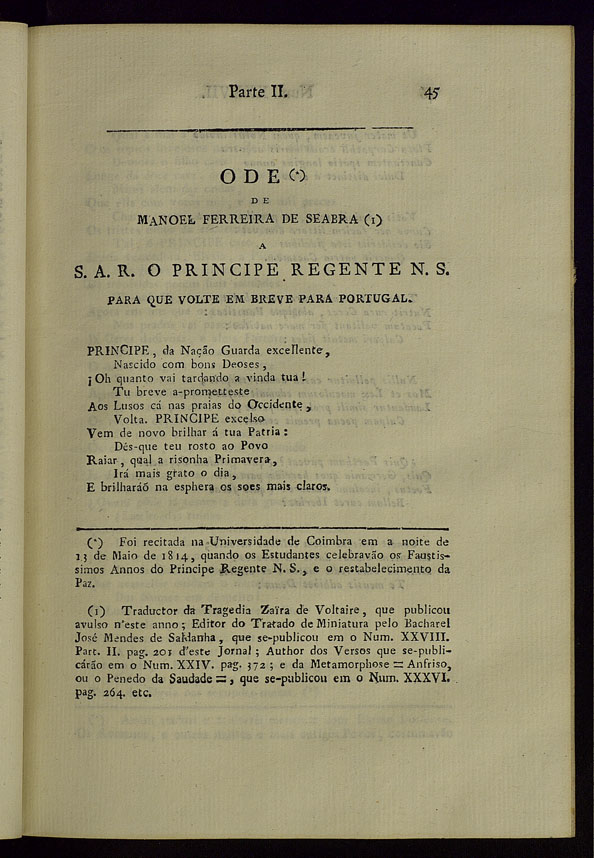 Parte II. 45
ODE (*)
DE
MANOEL FERREIRA DE SEABRA (1)
A
S. A. R. O PRINCIPE REGENTE N. S.
PARA QUE VOLTE EM BREVE PARA PORTUGAL.
PRINCIPE, da Nação Guarda excellente,
Nascido com bons Deoses,
¡Oh quanto vai tardando a vinda tua!
Tu breve a-prometteste
Aos Lusos cá nas praias do Occidente,
Volta. PRINCIPE excelso
Vem de novo brilhar á tua Patria:
Dés-que teu rosto ao Povo
Raiar, qual a risonha Primavera,
Irá mais grato o dia,
E brilharáõ na esphera os soes mais claros.
(*) Foi recitada na Universidade de Coimbra em a noite de
13 de Maio de 1814, quando os Estudantes celebravão os Faustis-
simos Annos do Principe Regente N. S., e o restabelecimento da
Paz.
(1) Traductor da Tragedia Zaïra de Voltaire, que publicou
avulso n'este anno; Editor do Tratado de Miniatura pelo Bacharel
José Mendes de Saldanha, que se-publicou em o Num. XXVIII.
Part. II. pag. 201 d'este Jornal; Author dos Versos que se-publi-
cárão em o Num. XXIV. pag. 372; e da Metamorphose = Anfriso,
ou o Penedo da Saudade =, que se-publicou em o Num. XXXVI.
pag. 264. etc.